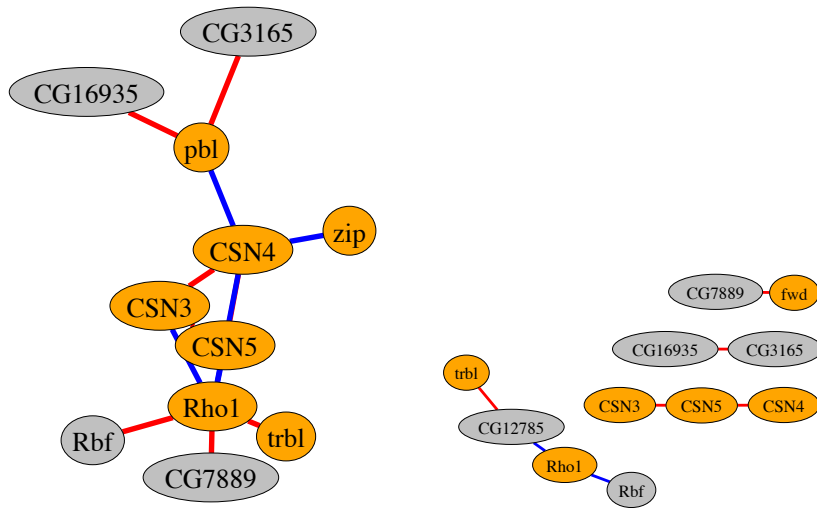 CG3165
CG16935
pbl
zip
CSN4
CSN3
CSN5
Rho1
Rbf
trbl
CG7889
CG7889
fwd
CG16935
CG3165
trbl
CSN3
CSN5
CSN4
CG12785
Rho1
Rbf